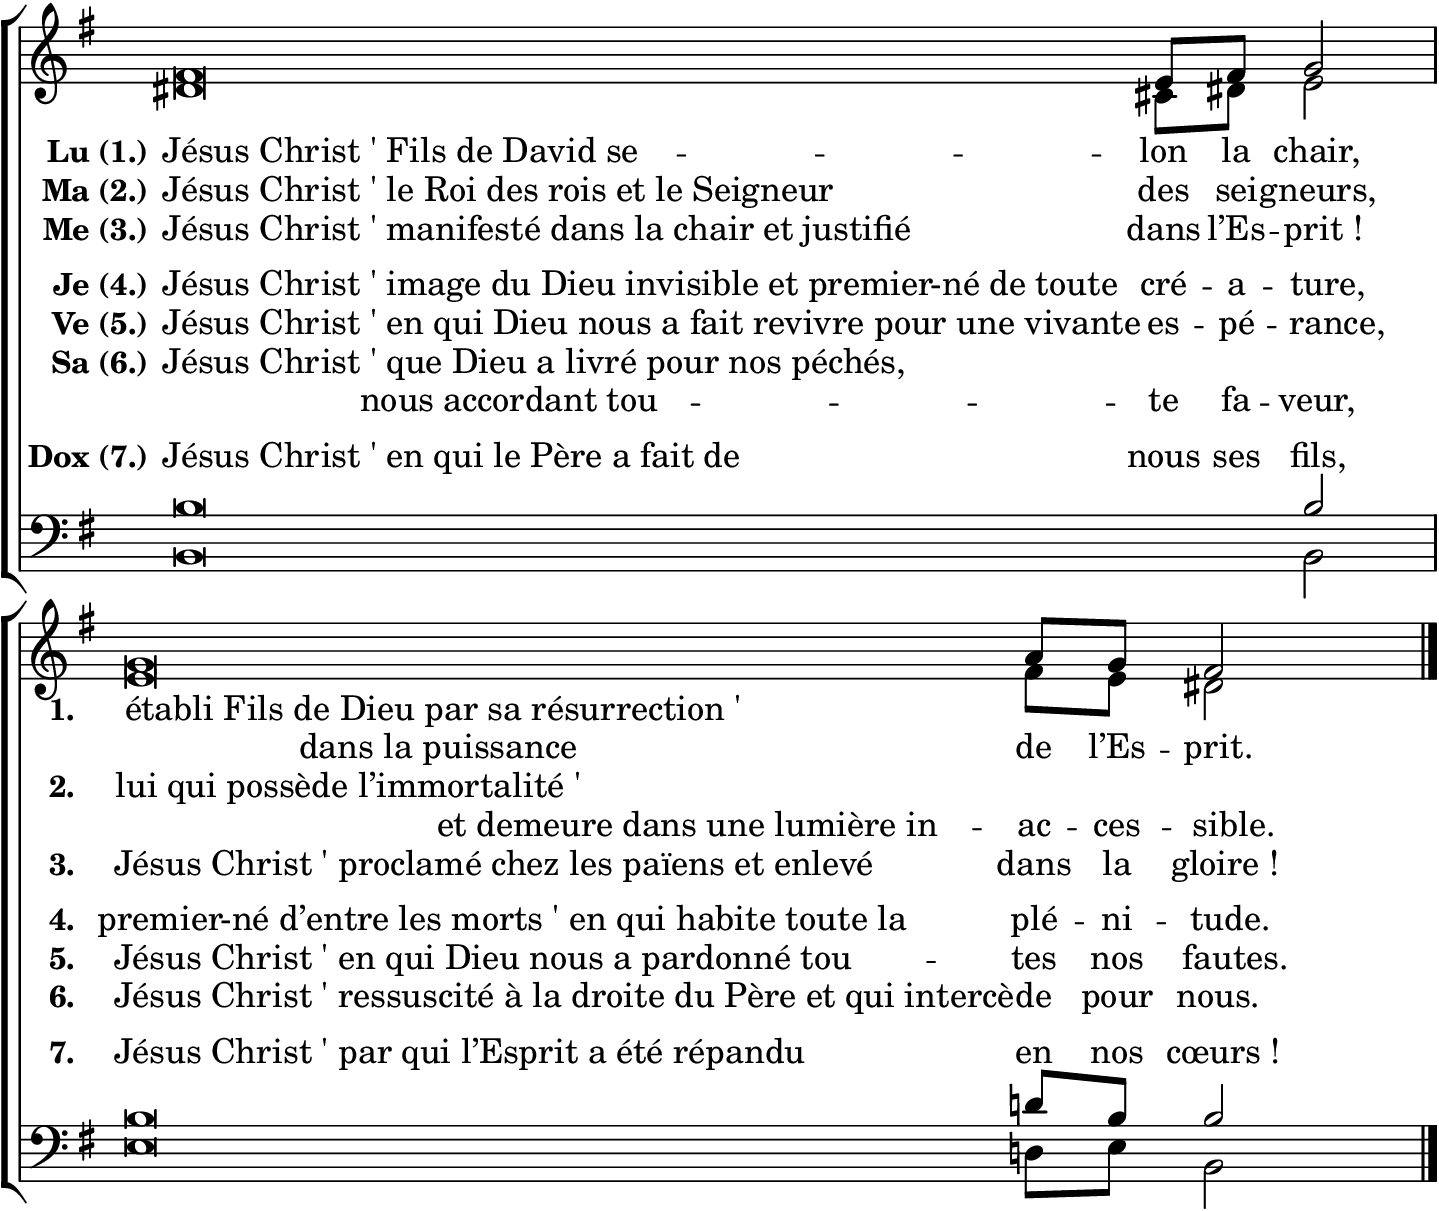 Lu (1.) Jésus Christ ' Fils de David se -- -- -- -- lon la chair,
Ma (2.) Jésus Christ ' le Roi des rois et le Seigneur des seigneurs,
Me (3.) Jésus Christ ' manifesté dans la chair et justifié dans l’Es -- prit !
Je (4.) Jésus Christ ' image du Dieu invisible et premier-né de toute cré -- a -- ture,
Ve (5.) Jésus Christ ' en qui Dieu nous a fait revivre pour une vivante es -- pé -- rance,
Sa (6.) Jésus Christ ' que Dieu a livré pour nos péchés,
nous accordant tou -- -- -- -- te fa -- veur,
Dox (7.) Jésus Christ ' en qui le Père a fait de nous ses fils,
1. établi Fils de Dieu par sa résurrection '
dans la puissance de l’Es -- prit.
2. lui qui possède l’immortalité '
et demeure dans une lumière in -- ac -- ces -- sible.
3. Jésus Christ ' proclamé chez les païens et enlevé dans la gloire !
4. premier-né d’entre les morts ' en qui habite toute la plé -- ni -- tude.
5. Jésus Christ ' en qui Dieu nous a pardonné tou -- tes nos fautes.
6. Jésus Christ ' ressuscité à la droite du Père et qui intercède pour nous.
7. Jésus Christ ' par qui l’Esprit a été répandu en nos cœurs !